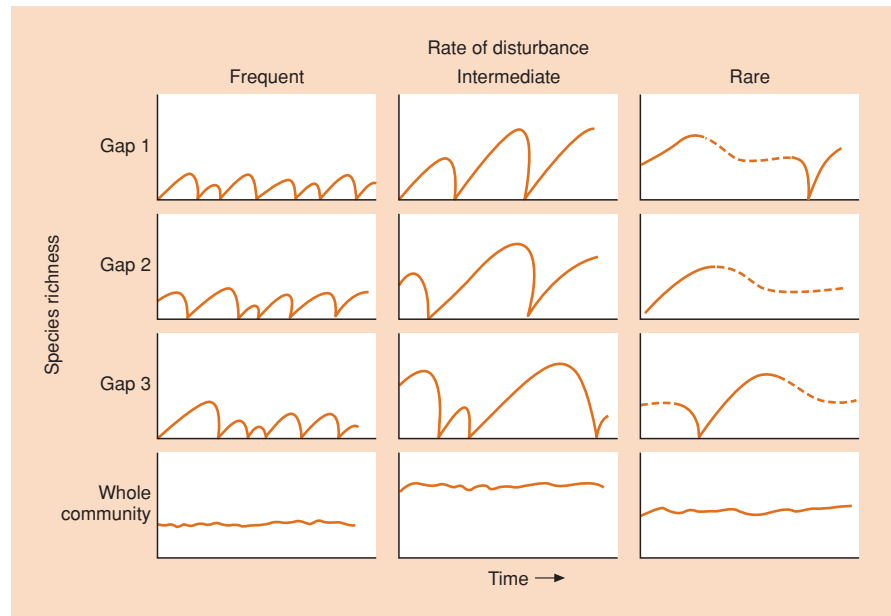 Rate of disturbance
Frequent
Intermediate
Rare
Species richness
Gap 1
Gap 2
Gap 3
Whole
community
Time